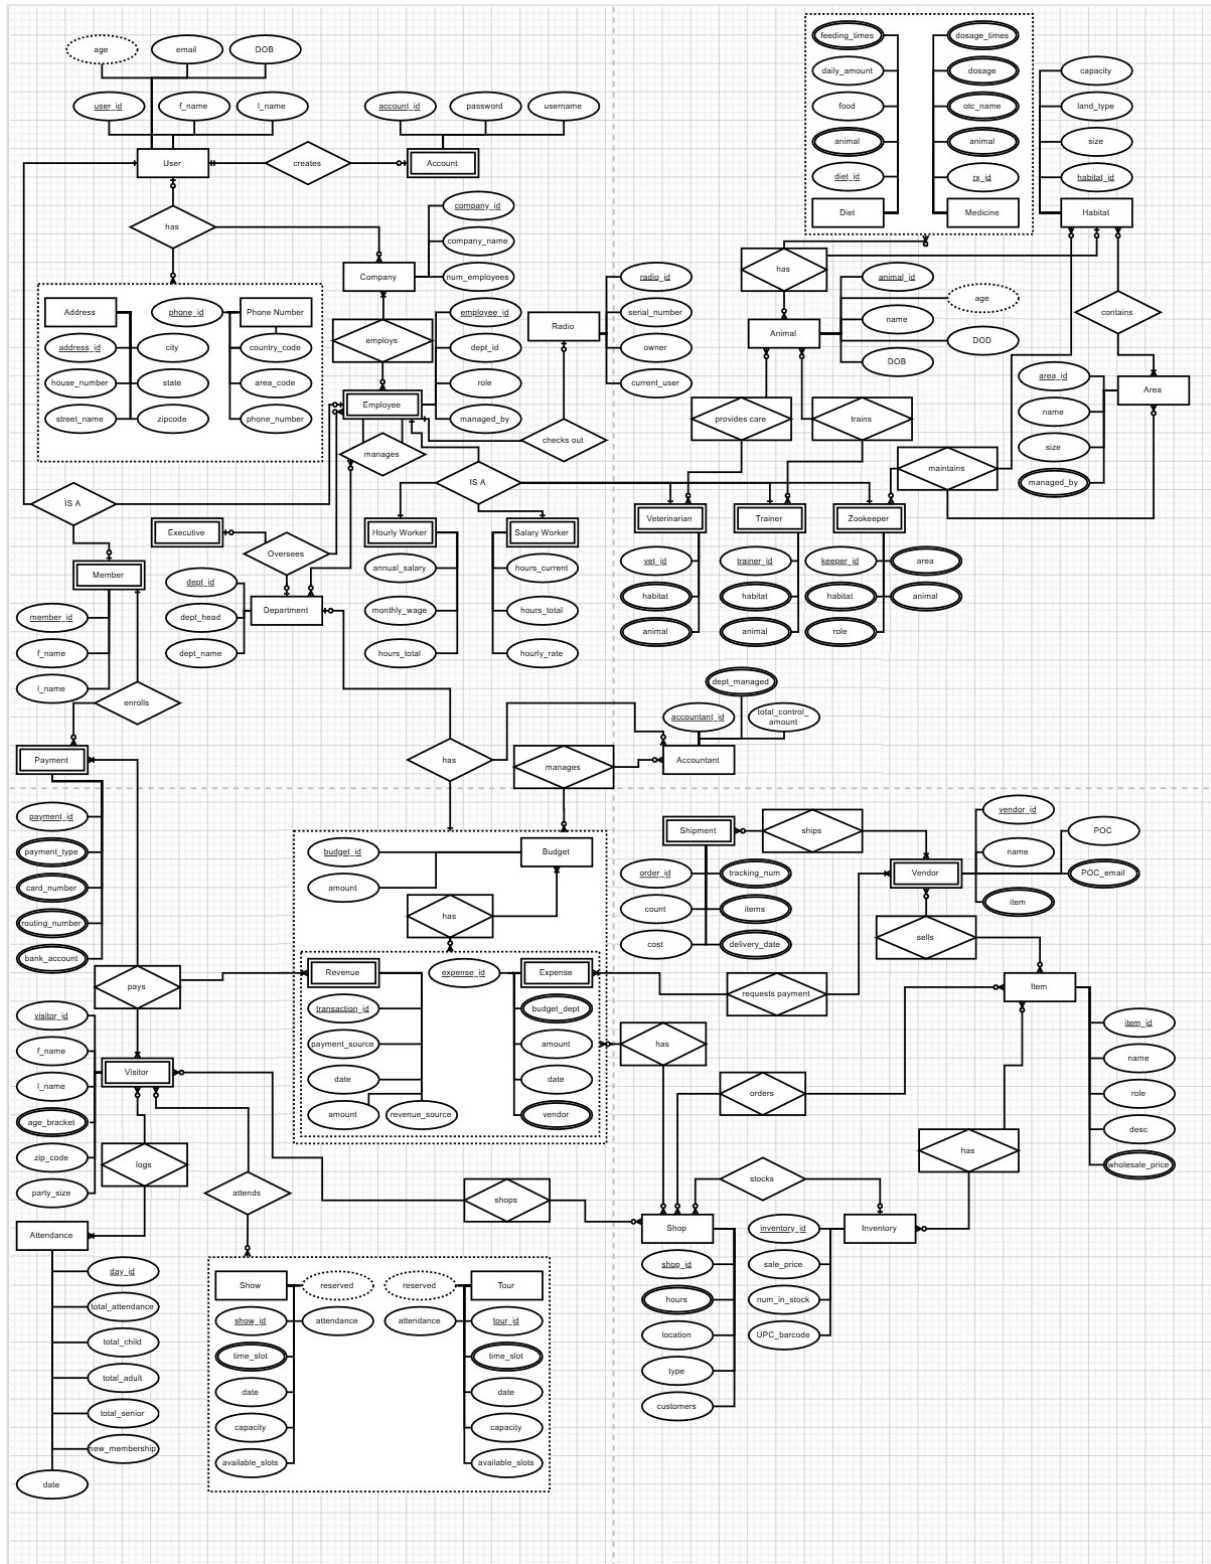 age
email
DOB
user_id
f_name
l_name
account_id
password
username
User
creates
Account
has
company_id
company_name
num_employees
Company
Address
phone_id
Phone Number
address_id
city
country_code
house_number
state
area_code
street_name
zipcode
phone_number
employs
employee_id
dept_id
role
managed_by
Employee
manages
Radio
radio_id
serial_number
owner
current_user
checks out
feeding_times
daily_amount
food
animal
diet_id
Diet
dosage_times
dosage
otc_name
animal
rx_id
Medicine
capacity
land_type
size
habitat_id
Habitat
has
animal_id
age
name
DOD
DOB
Animal
contains
Area
area_id
name
size
managed_by
provides care
trains
maintains
IS A
IS A
Executive
Oversees
Hourly Worker
Salary Worker
Member
dept_id
dept_head
dept_name
Department
annual_salary
monthly_wage
hours_total
hours_current
hours_total
hourly_rate
Veterinarian
Trainer
Zookeeper
vet_id
habitat
animal
trainer_id
habitat
animal
keeper_id
habitat
role
area
animal
member_id
f_name
l_name
enrolls
dept_managed
accountant_id
total_control_
amount
Accountant
has
manages
Payment
payment_id
payment_type
card_number
routing_number
bank_account
pays
budget_id
amount
Budget
has
Shipment
ships
order_id
count
cost
tracking_num
items
delivery_date
vendor_id
name
item
POC
POC_email
Vendor
sells
Revenue
expense_id
Expense
transaction_id
payment_source
date
amount
revenue_source
budget_dept
amount
date
vendor
requests payment
has
Item
item_id
name
role
desc
wholesale_price
orders
has
visitor_id
f_name
l_name
age_bracket
zip_code
party_size
Visitor
logs
attends
shops
stocks
Attendance
day_id
total_attendance
total_child
total_adult
total_senior
new_membership
date
Show
reserved
reserved
Tour
show_id
attendance
attendance
tour_id
time_slot
time_slot
date
date
capacity
capacity
available_slots
available_slots
Shop
shop_id
hours
location
type
customers
Inventory
inventory_id
sale_price
num_in_stock
UPC_barcode